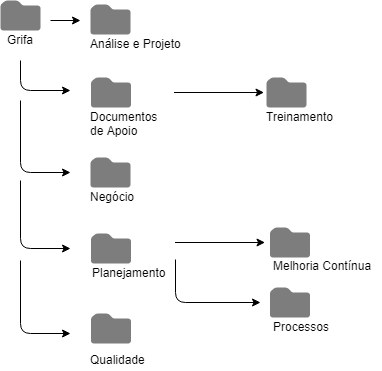 Grifa
Análise e Projeto
Documentos
de Apoio
Treinamento
Negócio
Planejamento
Melhoria Contínua
Processos
Qualidade